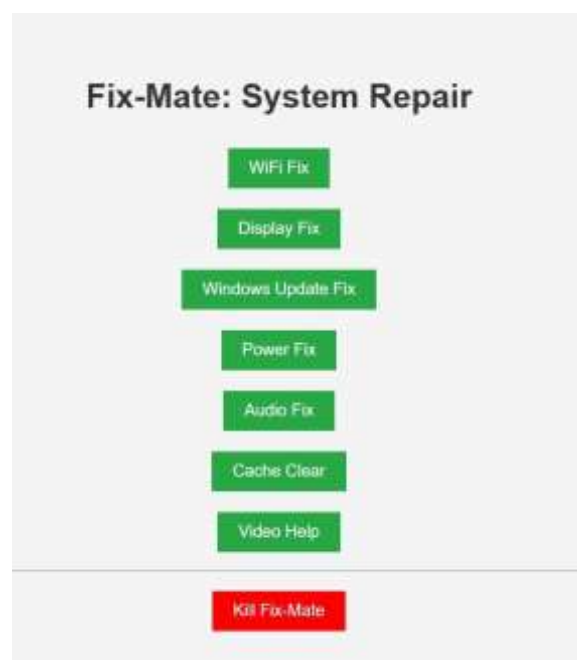 Fix-Mate: System Repair
WiFi Fix
Display Fix
Windows Update Fix
Power Fix
Audio Fix
Cache Clear
Video Help
Kill Fix-Mate